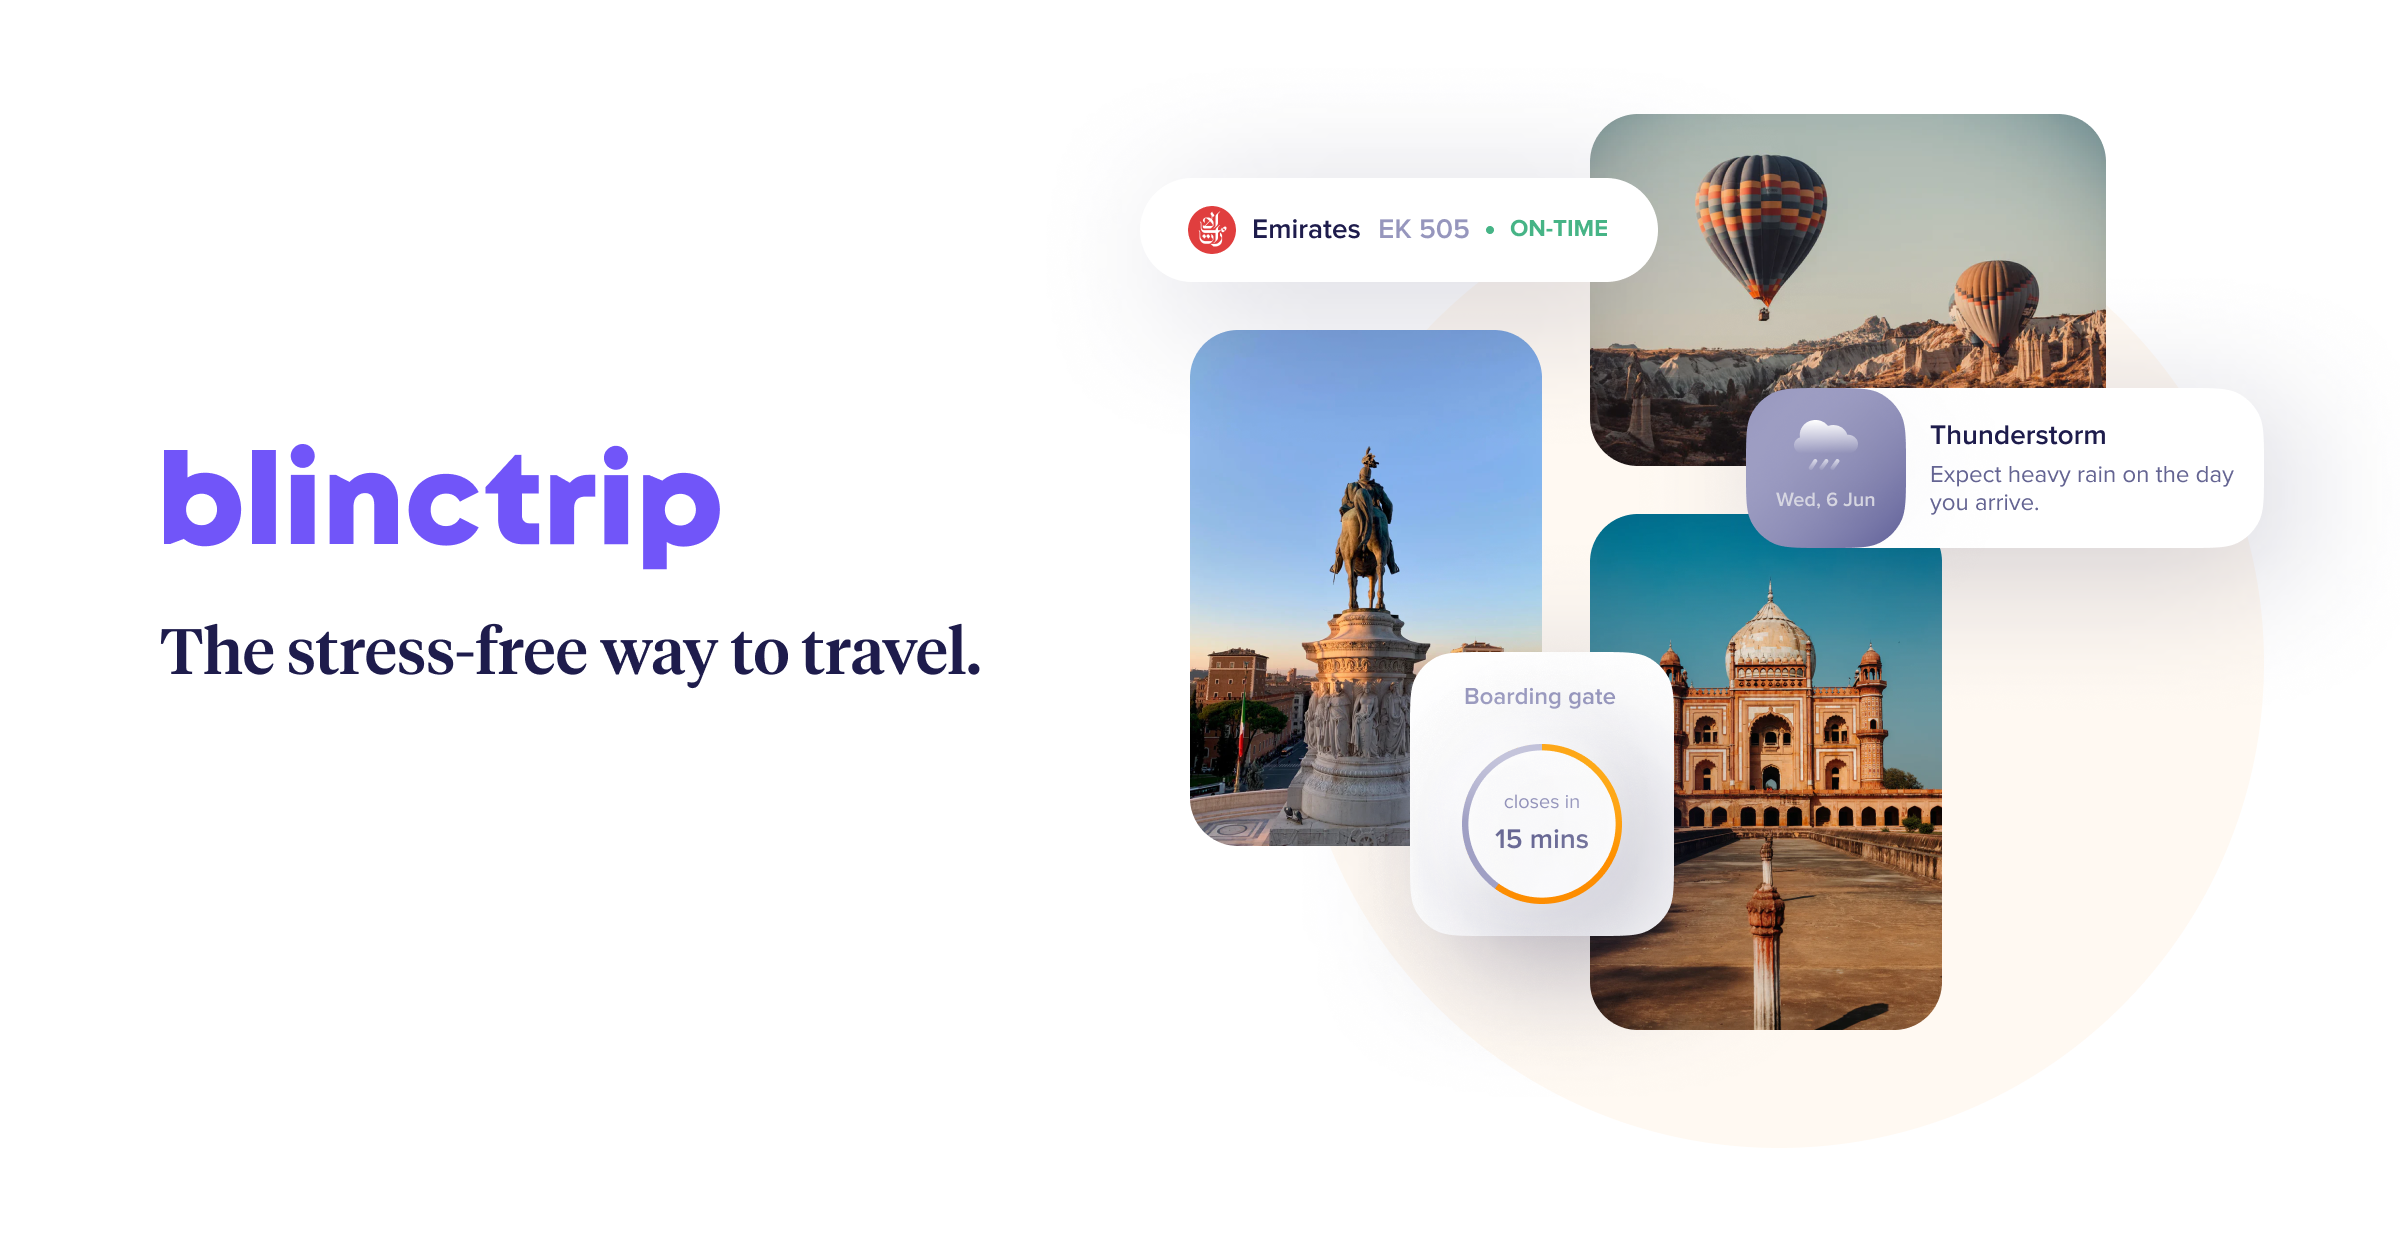 blinctrip
The stress-free way to travel.
Emirates EK 505 • ON-TIME
Thunderstorm
Expect heavy rain on the day
you arrive.
Wed, 6 Jun
Boarding gate
closes in
15 mins